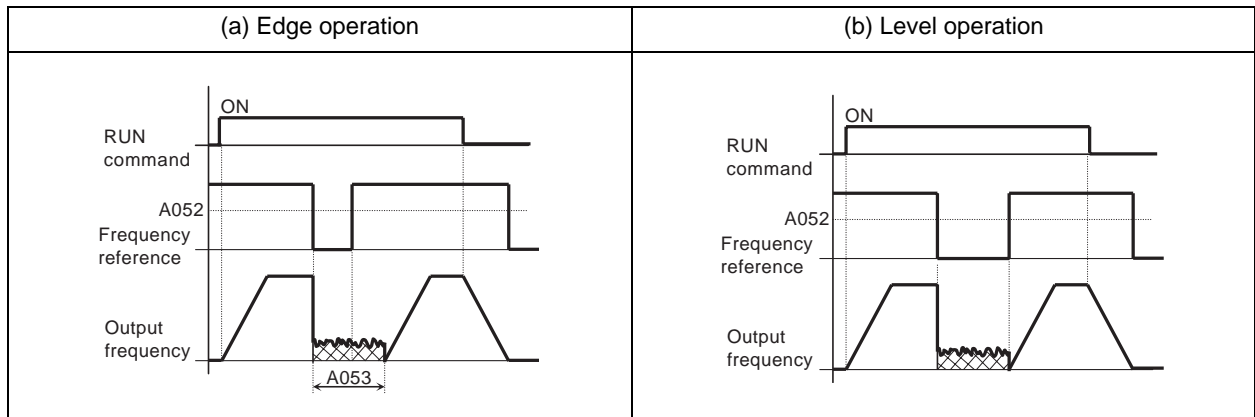 (a) Edge operation
(b) Level operation
ON
RUN
command
A052
Frequency
reference
Output
frequency
A053
ON
RUN
command
A052
Frequency
reference
Output
frequency